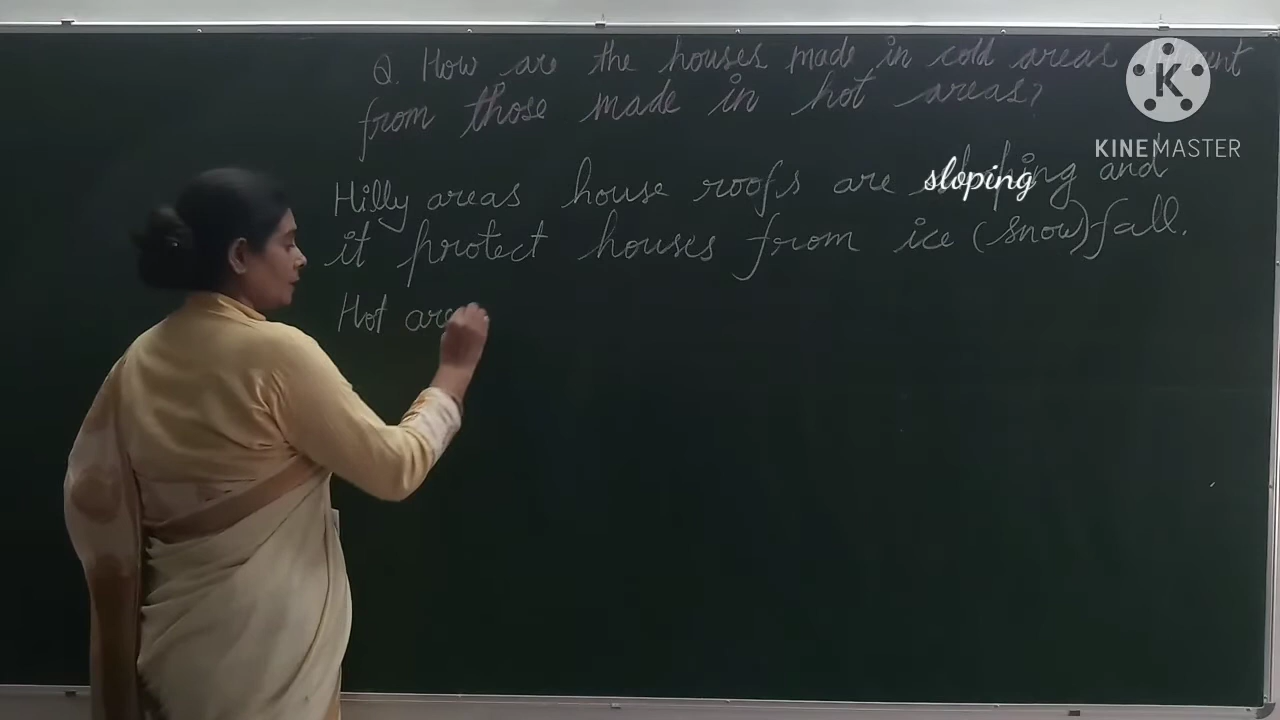 Q. How are the houses made in cold areas different
from those made in hot areas?
K
KINEMASTER
Hilly areas house roofs are sloping and
it protect houses from ice (snow)-fall.
Hot are